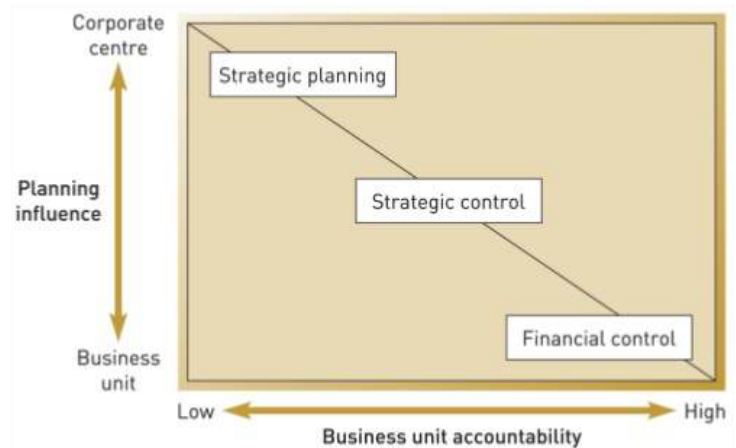 Corporate
centre
Strategic planning
Planning
influence
Strategic control
Financial control
Business
unit
Low
High
Business unit accountability